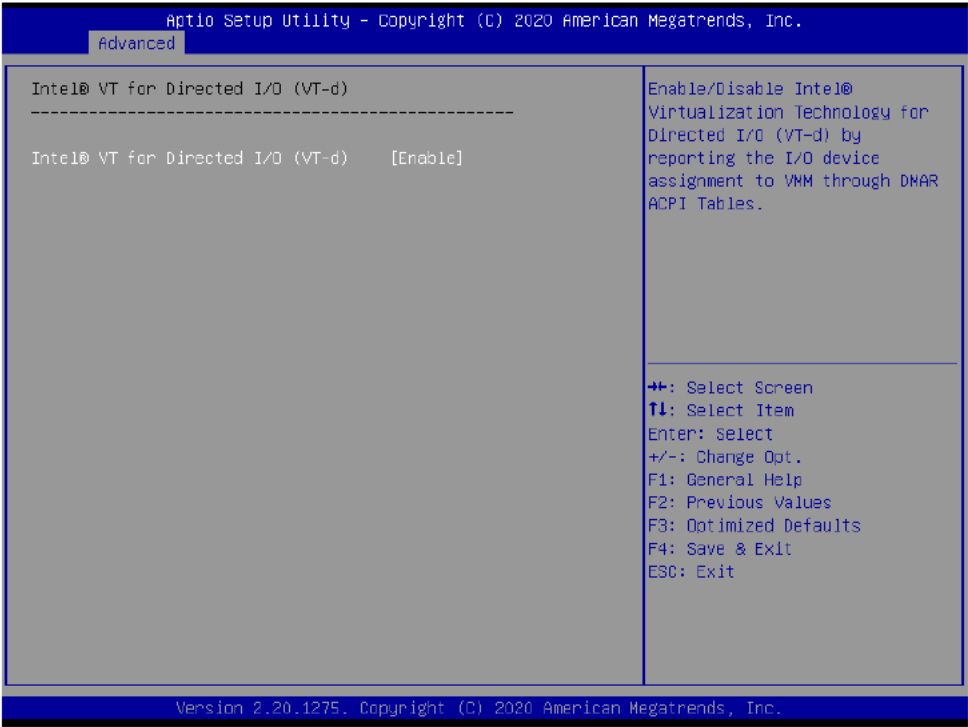 Aptio Setup Utility – Copyright (C) 2020 American Megatrends, Inc.
Advanced
Intel® VT for Directed I/O (VT-d)
--------------------------------------------------
Intel® VT for Directed I/O (VT-d) [Enable]
Enable/Disable Intel®
Virtualization Technology for
Directed I/O (VT-d) by
reporting the I/O device
assignment to VMM through DMAR
ACPI Tables.
→←: Select Screen
↑↓: Select Item
Enter: Select
+/-: Change Opt.
F1: General Help
F2: Previous Values
F3: Optimized Defaults
F4: Save & Exit
ESC: Exit
Version 2.20.1275. Copyright (C) 2020 American Megatrends, Inc.